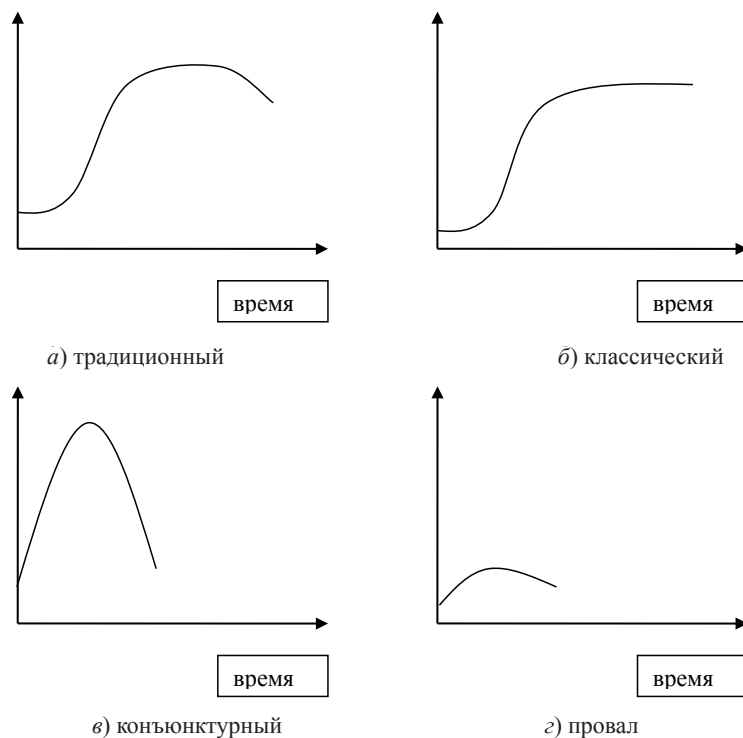 время
время
а) традиционный
б) классический
время
время
в) конъюнктурный
г) провал